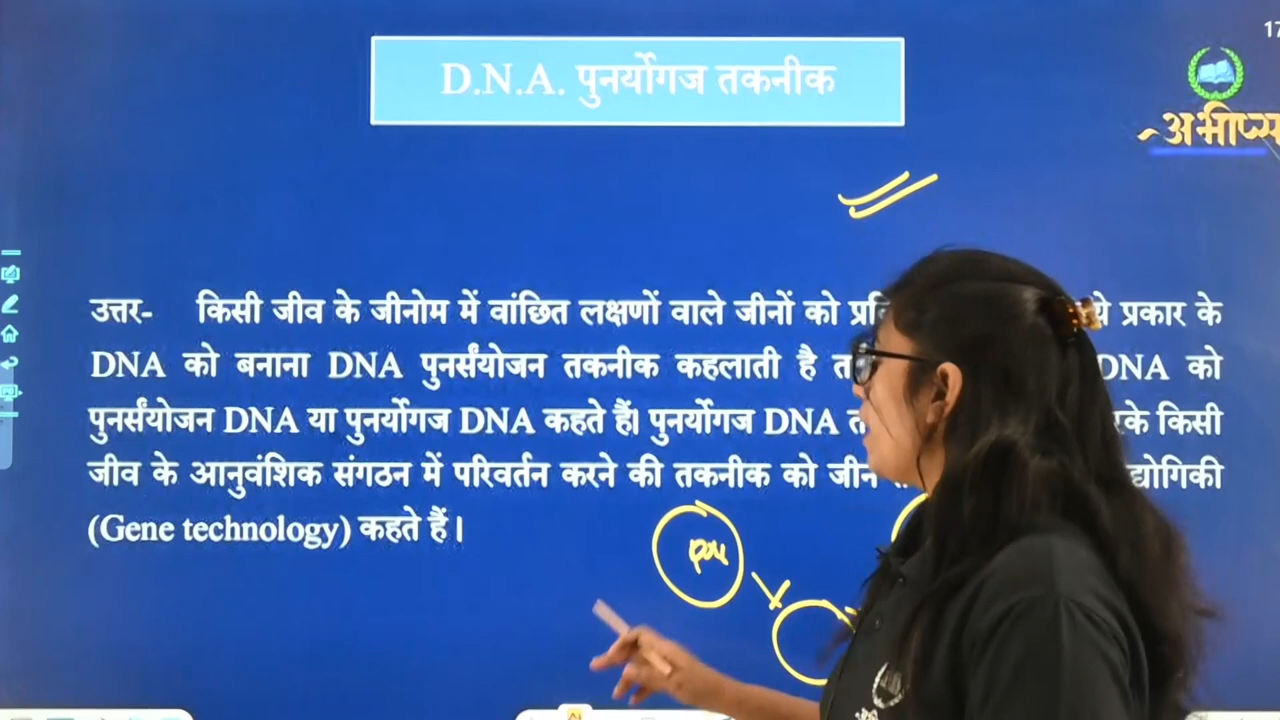 17
D.N.A. पुनर्योगज तकनीक
उत्तर- किसी जीव के जीनोम में वांछित लक्षणों वाले जीनों को प्रकार के
DNA को बनाना DNA पुनर्संयोजन तकनीक कहलाती है DNA को
पुनर्संयोजन DNA या पुनर्योगज DNA कहते हैं। पुनर्योगज DNA किसी
जीव के आनुवंशिक संगठन में परिवर्तन करने की तकनीक को जीन
(Gene technology) कहते हैं।